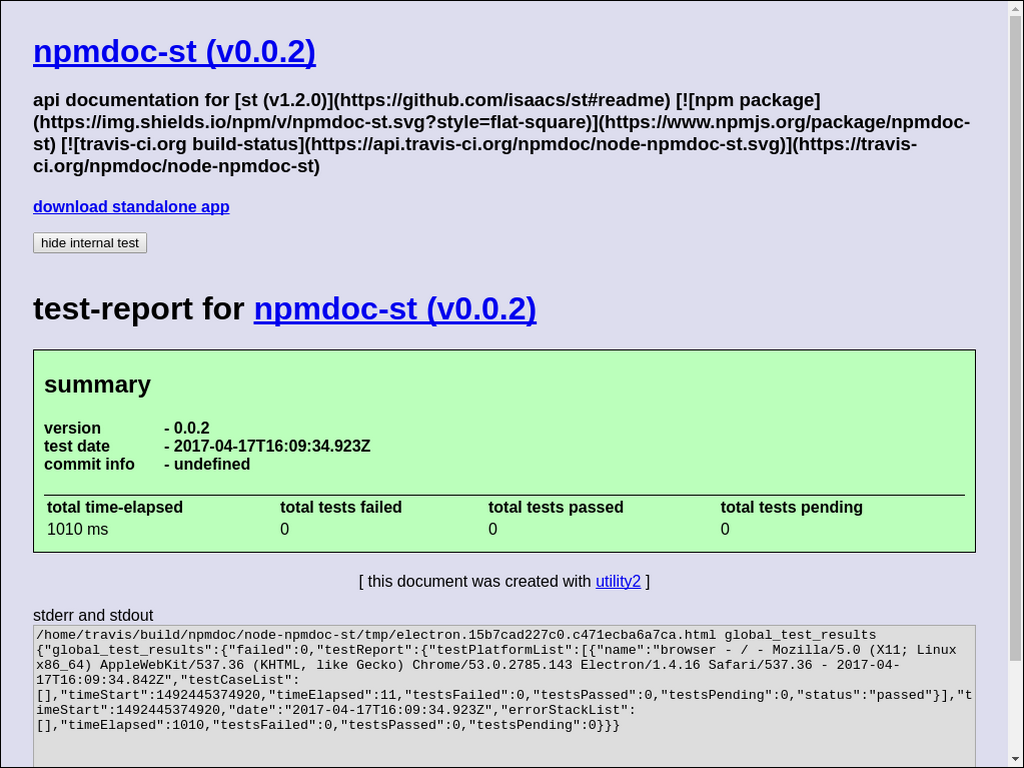 npmdoc-st (v0.0.2)
api documentation for [st (v1.2.0)](https://github.com/isaacs/st#readme) [![npm package]
(https://img.shields.io/npm/v/npmdoc-st.svg?style=flat-square)](https://www.npmjs.org/package/npmdoc-
st) [![travis-ci.org build-status](https://api.travis-ci.org/npmdoc/node-npmdoc-st.svg)](https://travis-
ci.org/npmdoc/node-npmdoc-st)
download standalone app
hide internal test
test-report for npmdoc-st (v0.0.2)
summary
version - 0.0.2
test date - 2017-04-17T16:09:34.923Z
commit info - undefined
total time-elapsed total tests failed total tests passed total tests pending
1010 ms 0 0 0
[ this document was created with utility2 ]
stderr and stdout
/home/travis/build/npmdoc/node-npmdoc-st/tmp/electron.15b7cad227c0.c471ecba6a7ca.html global_test_results
{"global_test_results":{"failed":0,"testReport":{"testPlatformList":[{"name":"browser - / - Mozilla/5.0 (X11; Linux
x86_64) AppleWebKit/537.36 (KHTML, like Gecko) Chrome/53.0.2785.143 Electron/1.4.16 Safari/537.36 - 2017-04-
17T16:09:34.842Z","testCaseList":
[],"timeStart":1492445374920,"timeElapsed":11,"testsFailed":0,"testsPassed":0,"testsPending":0,"status":"passed"}],"t
imeStart":1492445374920,"date":"2017-04-17T16:09:34.923Z","errorStackList":
[],"timeElapsed":1010,"testsFailed":0,"testsPassed":0,"testsPending":0}}}